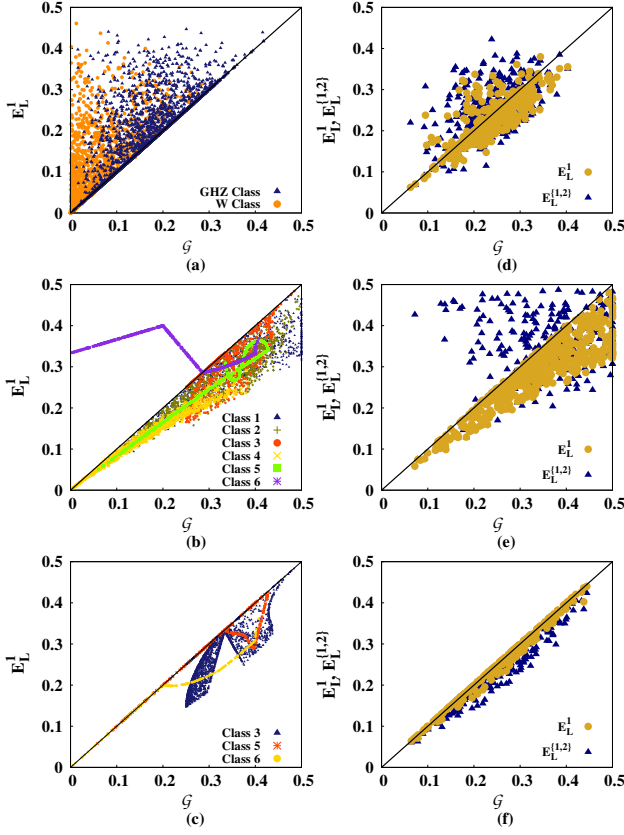 0.5
0.4
0.3
0.2
0.1
0
E_L^1
0 0.1 0.2 0.3 0.4 0.5
𝒢
GHZ Class
W Class
(a)
0.5
0.4
0.3
0.2
0.1
0
E_L^1, E_L^{1,2}
0 0.1 0.2 0.3 0.4 0.5
𝒢
E_L^1
E_L^{1,2}
(d)
0.5
0.4
0.3
0.2
0.1
0
E_L^1
0 0.1 0.2 0.3 0.4 0.5
𝒢
Class 1
Class 2
Class 3
Class 4
Class 5
Class 6
(b)
0.5
0.4
0.3
0.2
0.1
0
E_L^1, E_L^{1,2}
0 0.1 0.2 0.3 0.4 0.5
𝒢
E_L^1
E_L^{1,2}
(e)
0.5
0.4
0.3
0.2
0.1
0
E_L^1
0 0.1 0.2 0.3 0.4 0.5
𝒢
Class 3
Class 5
Class 6
(c)
0.5
0.4
0.3
0.2
0.1
0
E_L^1, E_L^{1,2}
0 0.1 0.2 0.3 0.4 0.5
𝒢
E_L^1
E_L^{1,2}
(f)